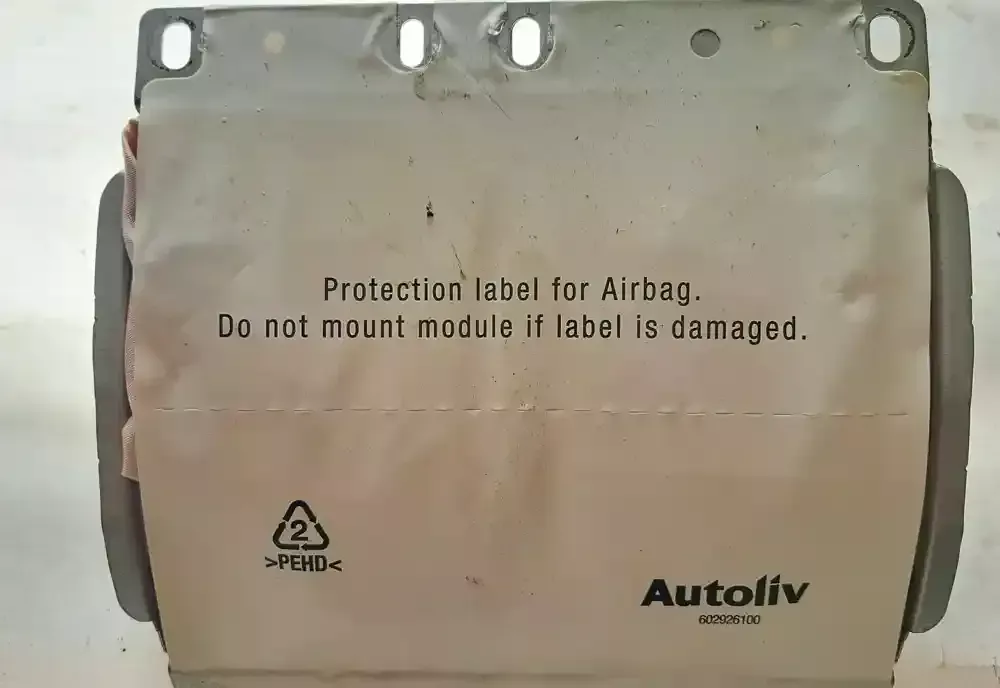 Protection label for Airbag.
Do not mount module if label is damaged.
2
>PEHD<
Autoliv
602926100